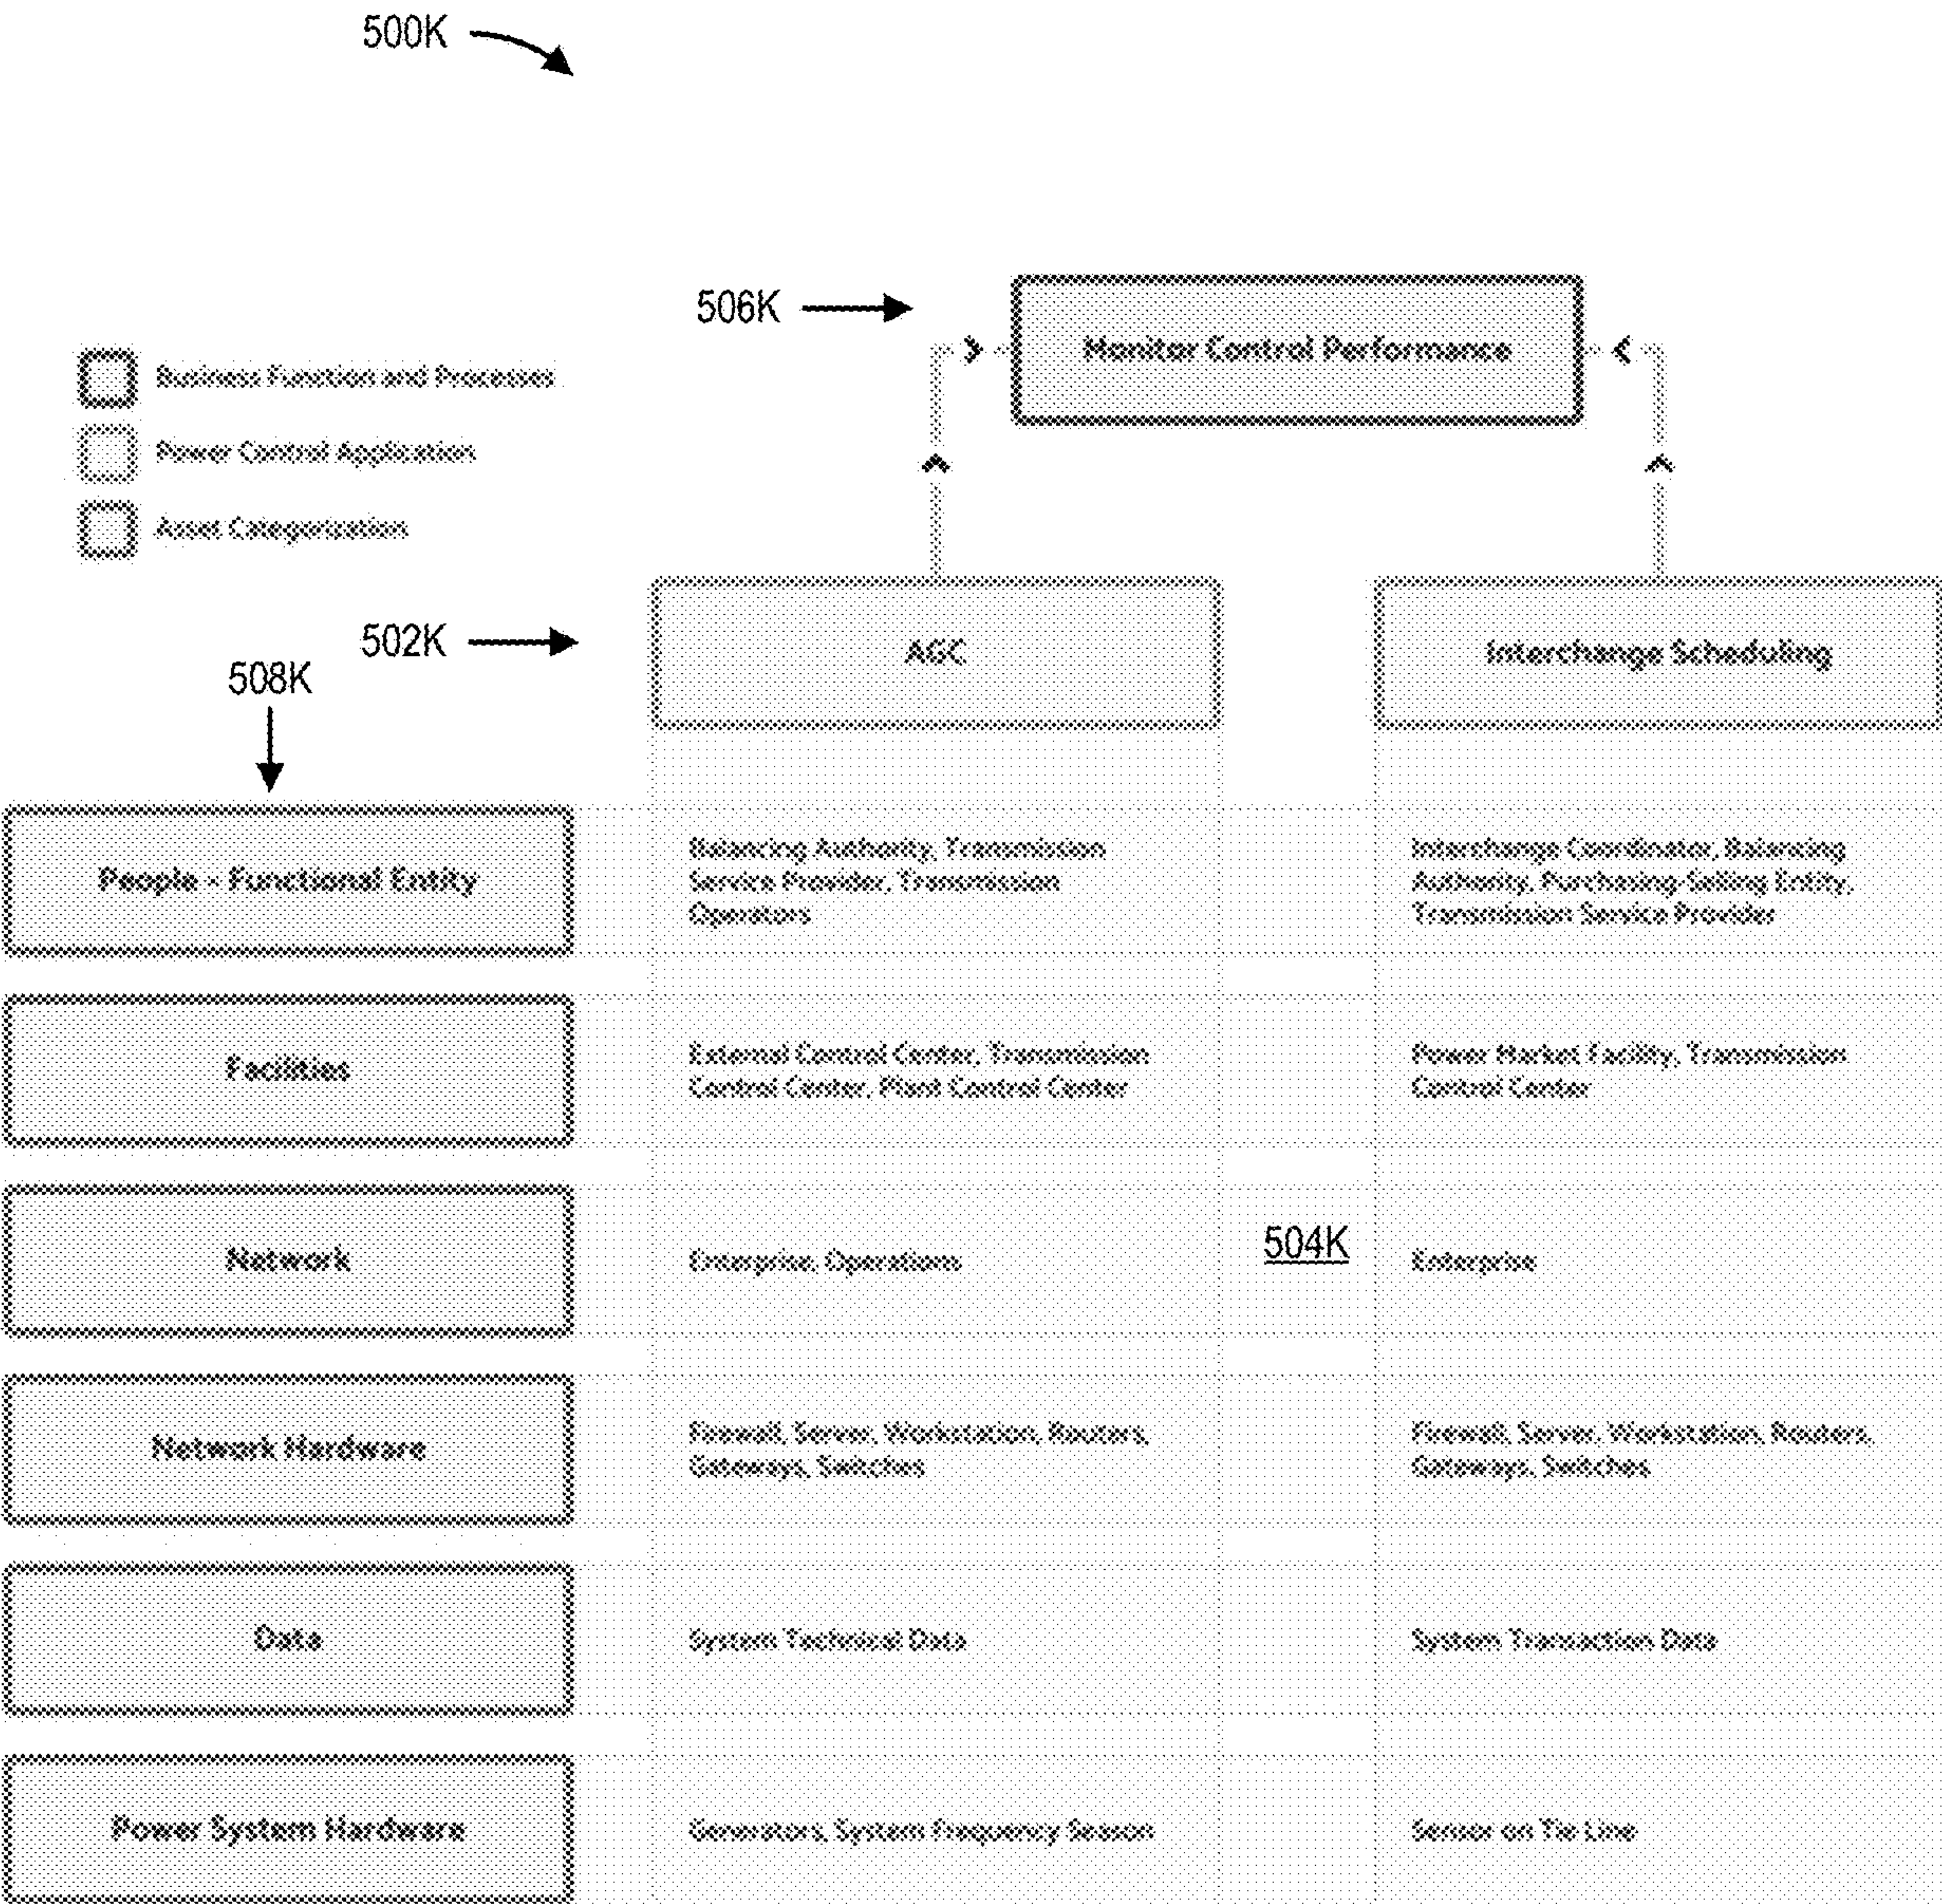 500K
506K
Monitor Control Performance
Business Function and Processes
Power Control Application
Asset Categorization
502K
AGC
Interchange Scheduling
508K
People - Functional Entity
Balancing Authority, Transmission
Service Provider, Transmission
Operators
Interchange Coordinator, Balancing
Authority, Purchasing-Selling Entity,
Transmission Service Provider
Facilities
External Control Center, Transmission
Control Center, Plant Control Center
Power Market Facility, Transmission
Control Center
Network
Enterprise, Operations
504K
Enterprise
Network Hardware
Firewall, Server, Workstation, Routers,
Gateways, Switches
Firewall, Server, Workstation, Routers,
Gateways, Switches
Data
System Technical Data
System Transaction Data
Power System Hardware
Generators, System Frequency Season
Sensor on Tie Line